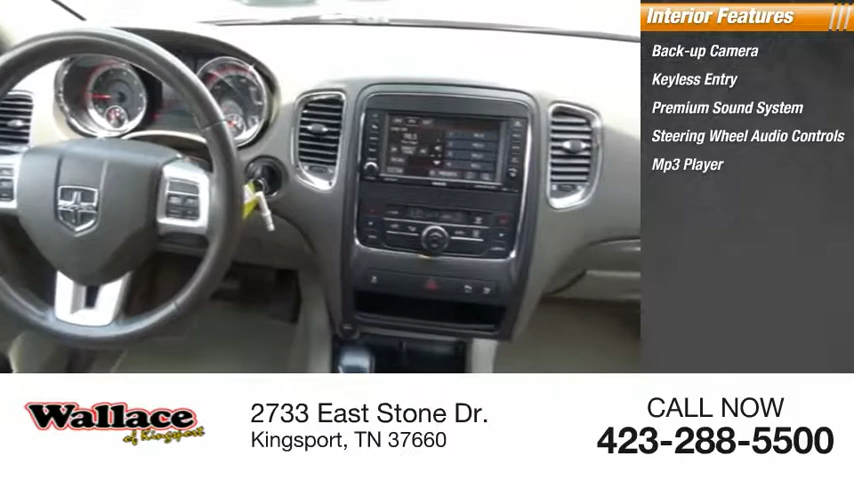 Interior Features
Back-up Camera
Keyless Entry
Premium Sound System
Steering Wheel Audio Controls
Mp3 Player
Wallace
of Kingsport
2733 East Stone Dr.
Kingsport, TN 37660
CALL NOW
423-288-5500